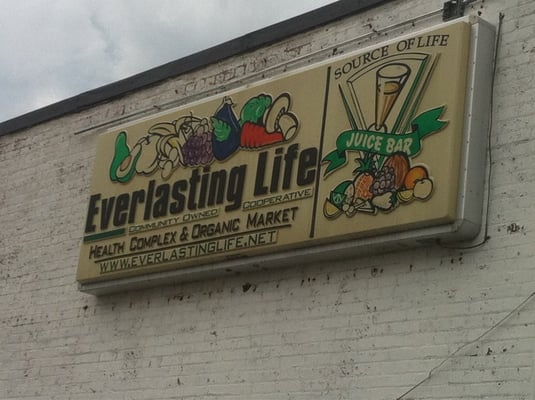 Everlasting Life
Community Owned Cooperative
Health Complex & Organic Market
www.everlastinglife.net
Source of Life
Juice Bar